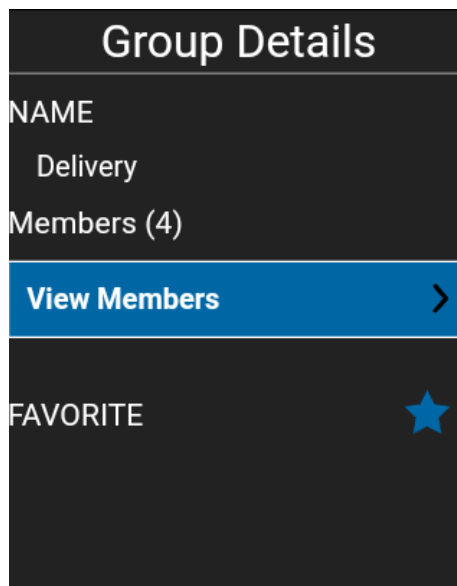 Group Details
NAME
Delivery
Members (4)
View Members
FAVORITE